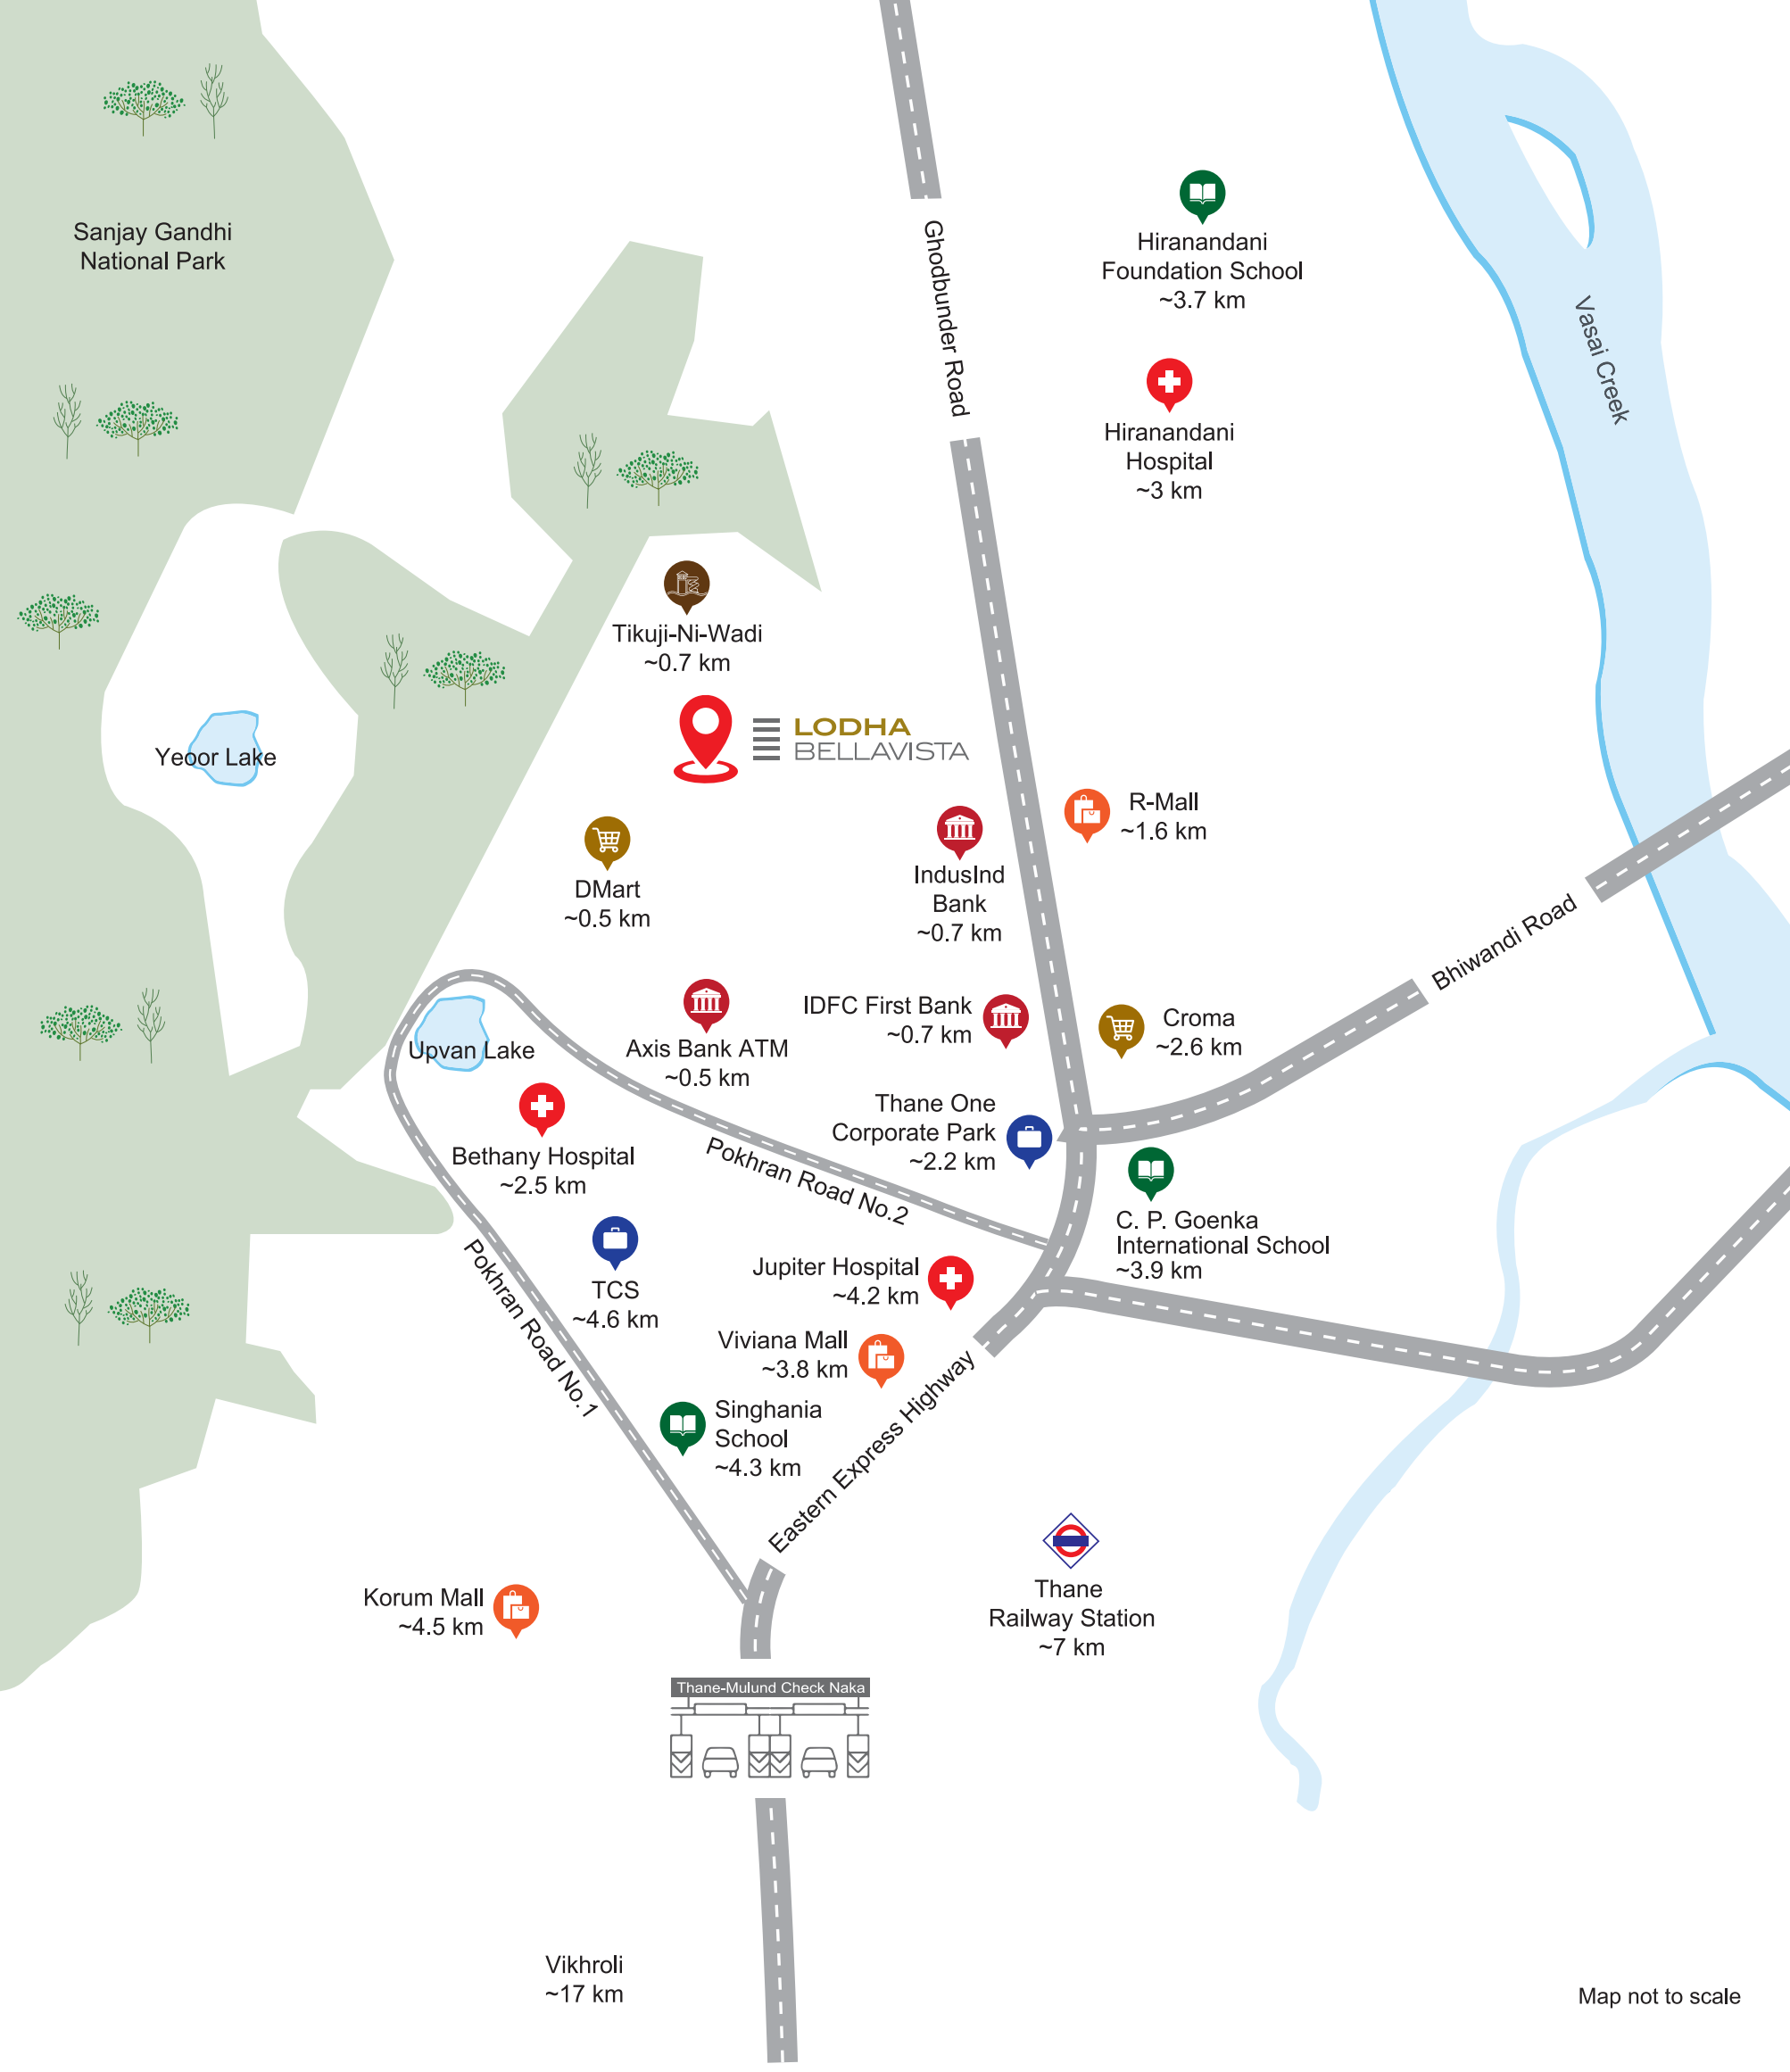 Sanjay Gandhi
National Park
Ghodbunder Road
Hiranandani
Foundation School
~3.7 km
Vasai Creek
Hiranandani
Hospital
~3 km
Tikuji-Ni-Wadi
~0.7 km
LODHA
BELLAVISTA
Yeoor Lake
R-Mall
~1.6 km
DMart
~0.5 km
IndusInd
Bank
~0.7 km
Bhiwandi Road
Upvan Lake
Axis Bank ATM
~0.5 km
IDFC First Bank
~0.7 km
Croma
~2.6 km
Thane One
Corporate Park
~2.2 km
Bethany Hospital
~2.5 km
Pokhran Road No.2
C. P. Goenka
International School
~3.9 km
TCS
~4.6 km
Pokhran Road No.1
Jupiter Hospital
~4.2 km
Viviana Mall
~3.8 km
Singhania
School
~4.3 km
Eastern Express Highway
Korum Mall
~4.5 km
Thane
Railway Station
~7 km
Thane-Mulund Check Naka
Vikhroli
~17 km
Map not to scale